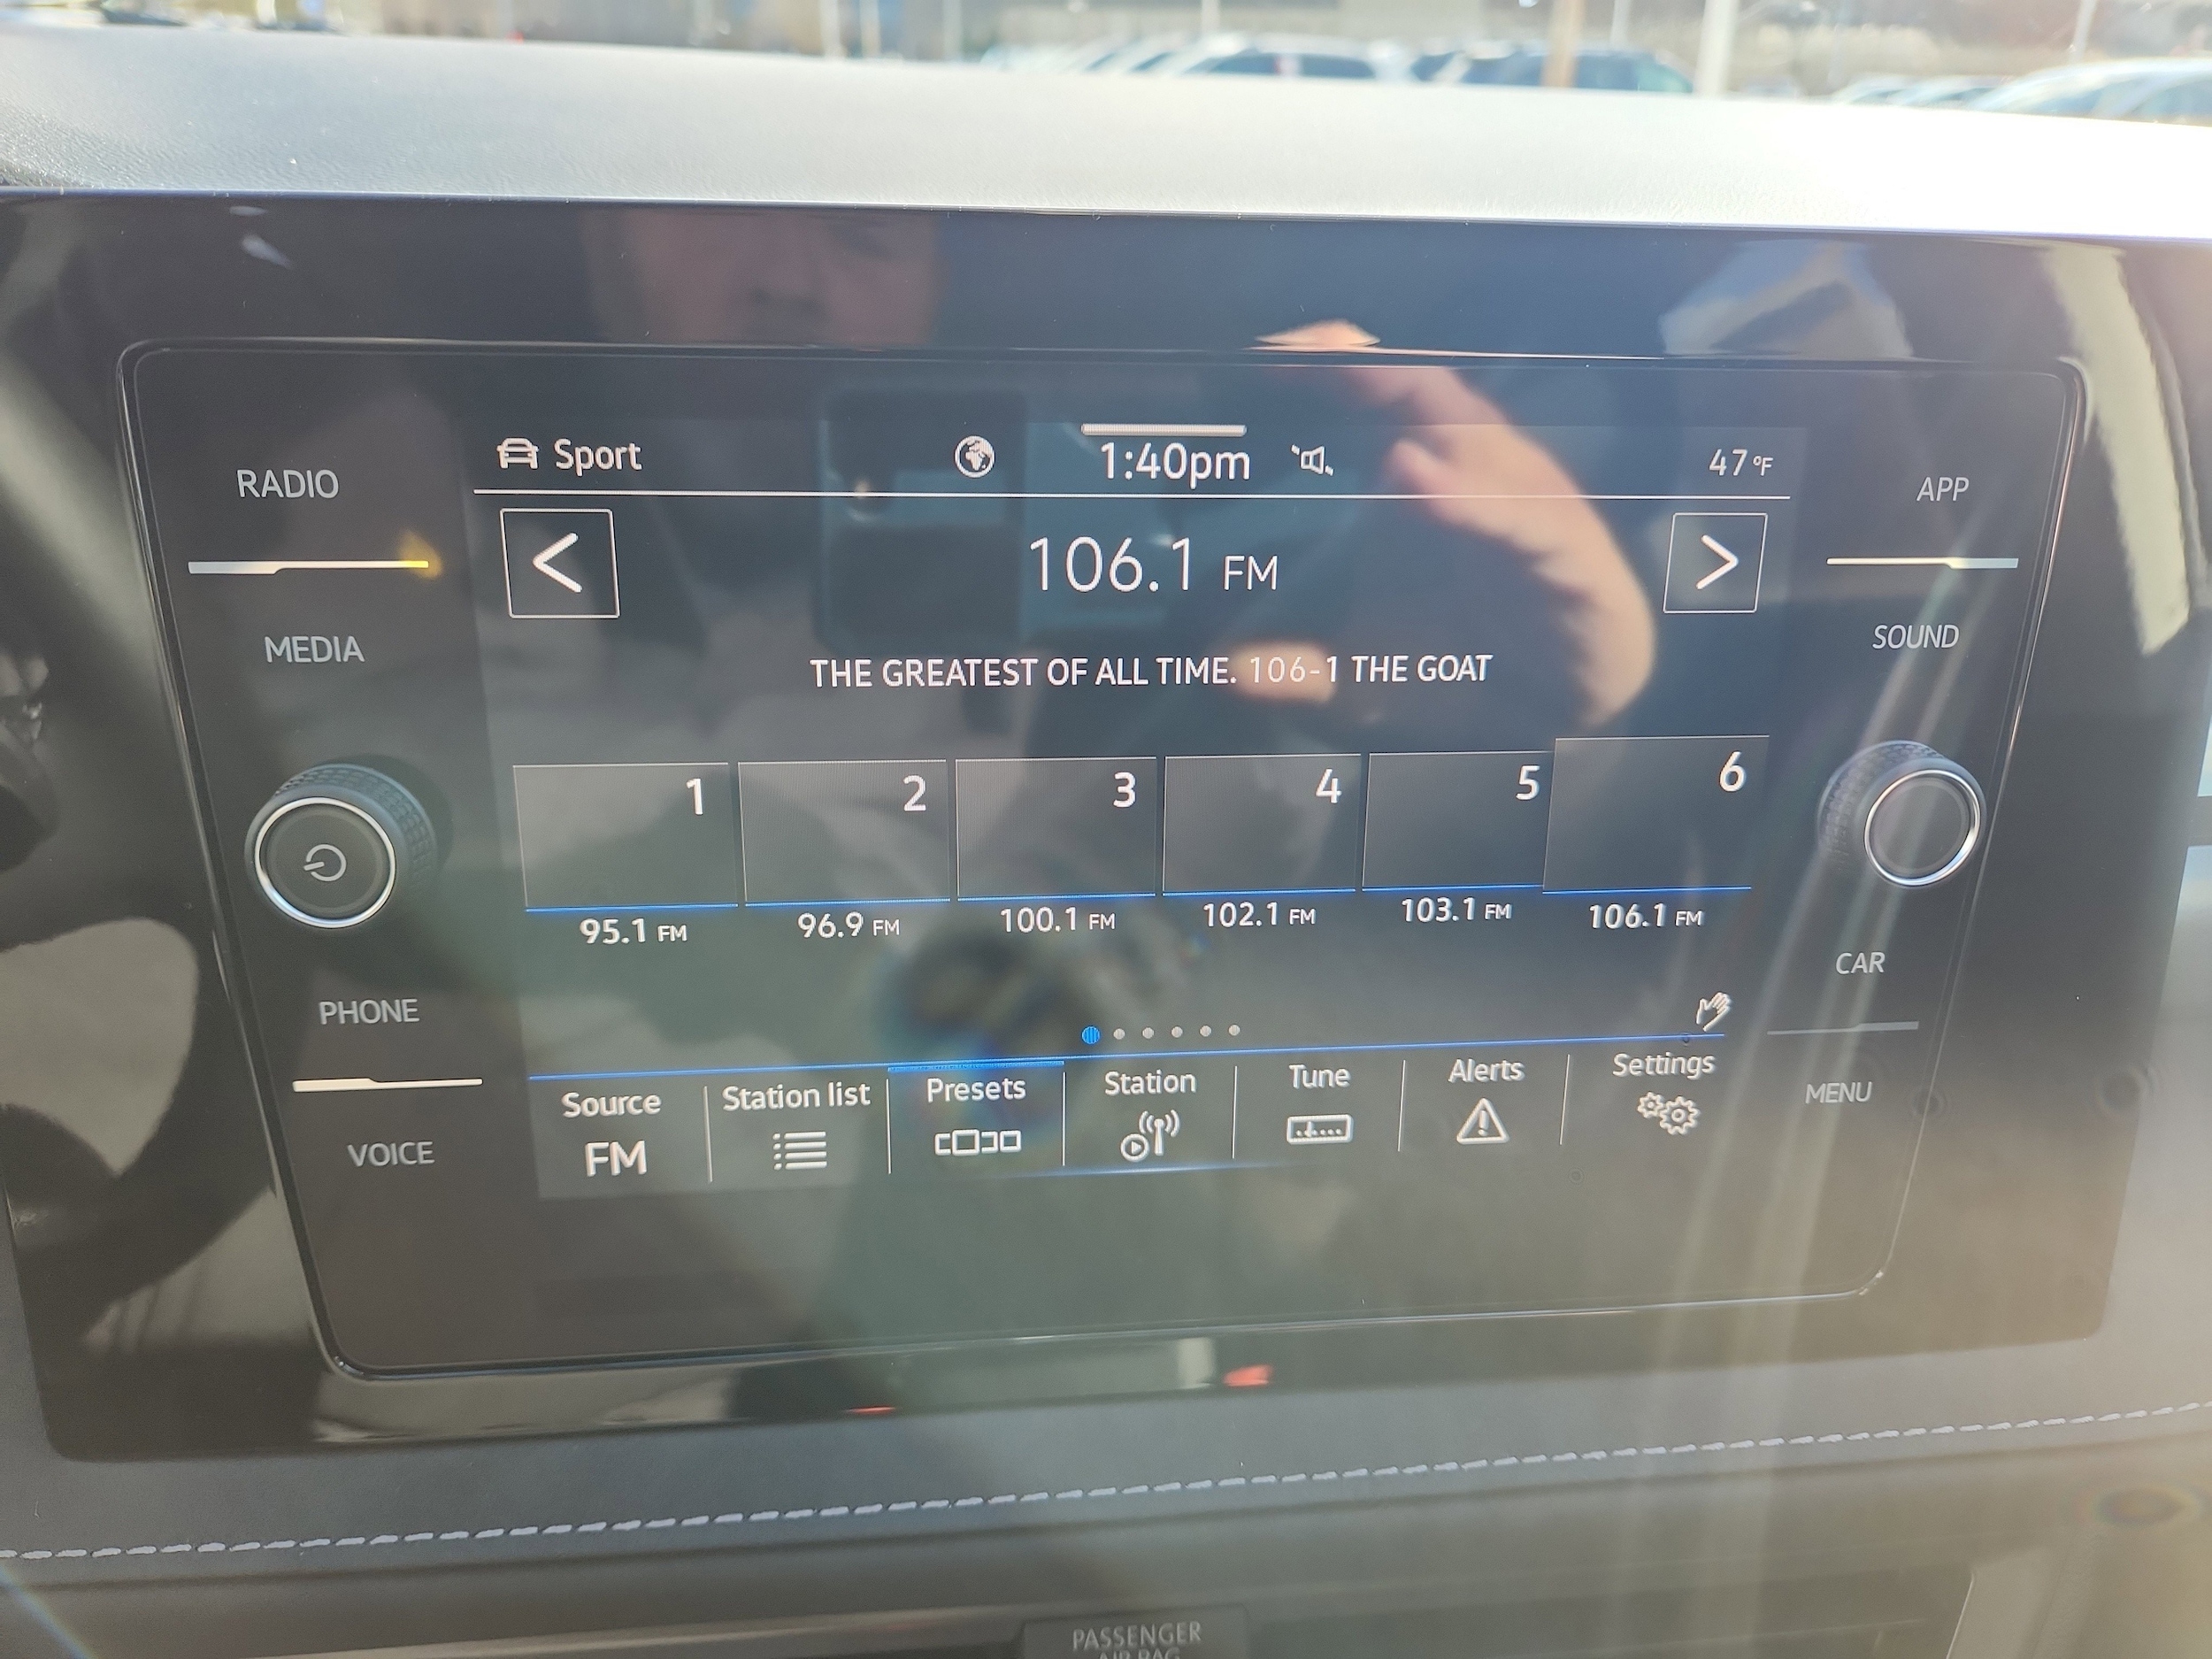 RADIO
MEDIA
PHONE
VOICE
Sport
1:40pm
47°F
106.1 FM
THE GREATEST OF ALL TIME. 106-1 THE GOAT
1 2 3 4 5 6
95.1 FM 96.9 FM 100.1 FM 102.1 FM 103.1 FM 106.1 FM
Source Station list Presets Station Tune Alerts Settings
FM
APP
SOUND
CAR
MENU
PASSENGER
AIR BAG